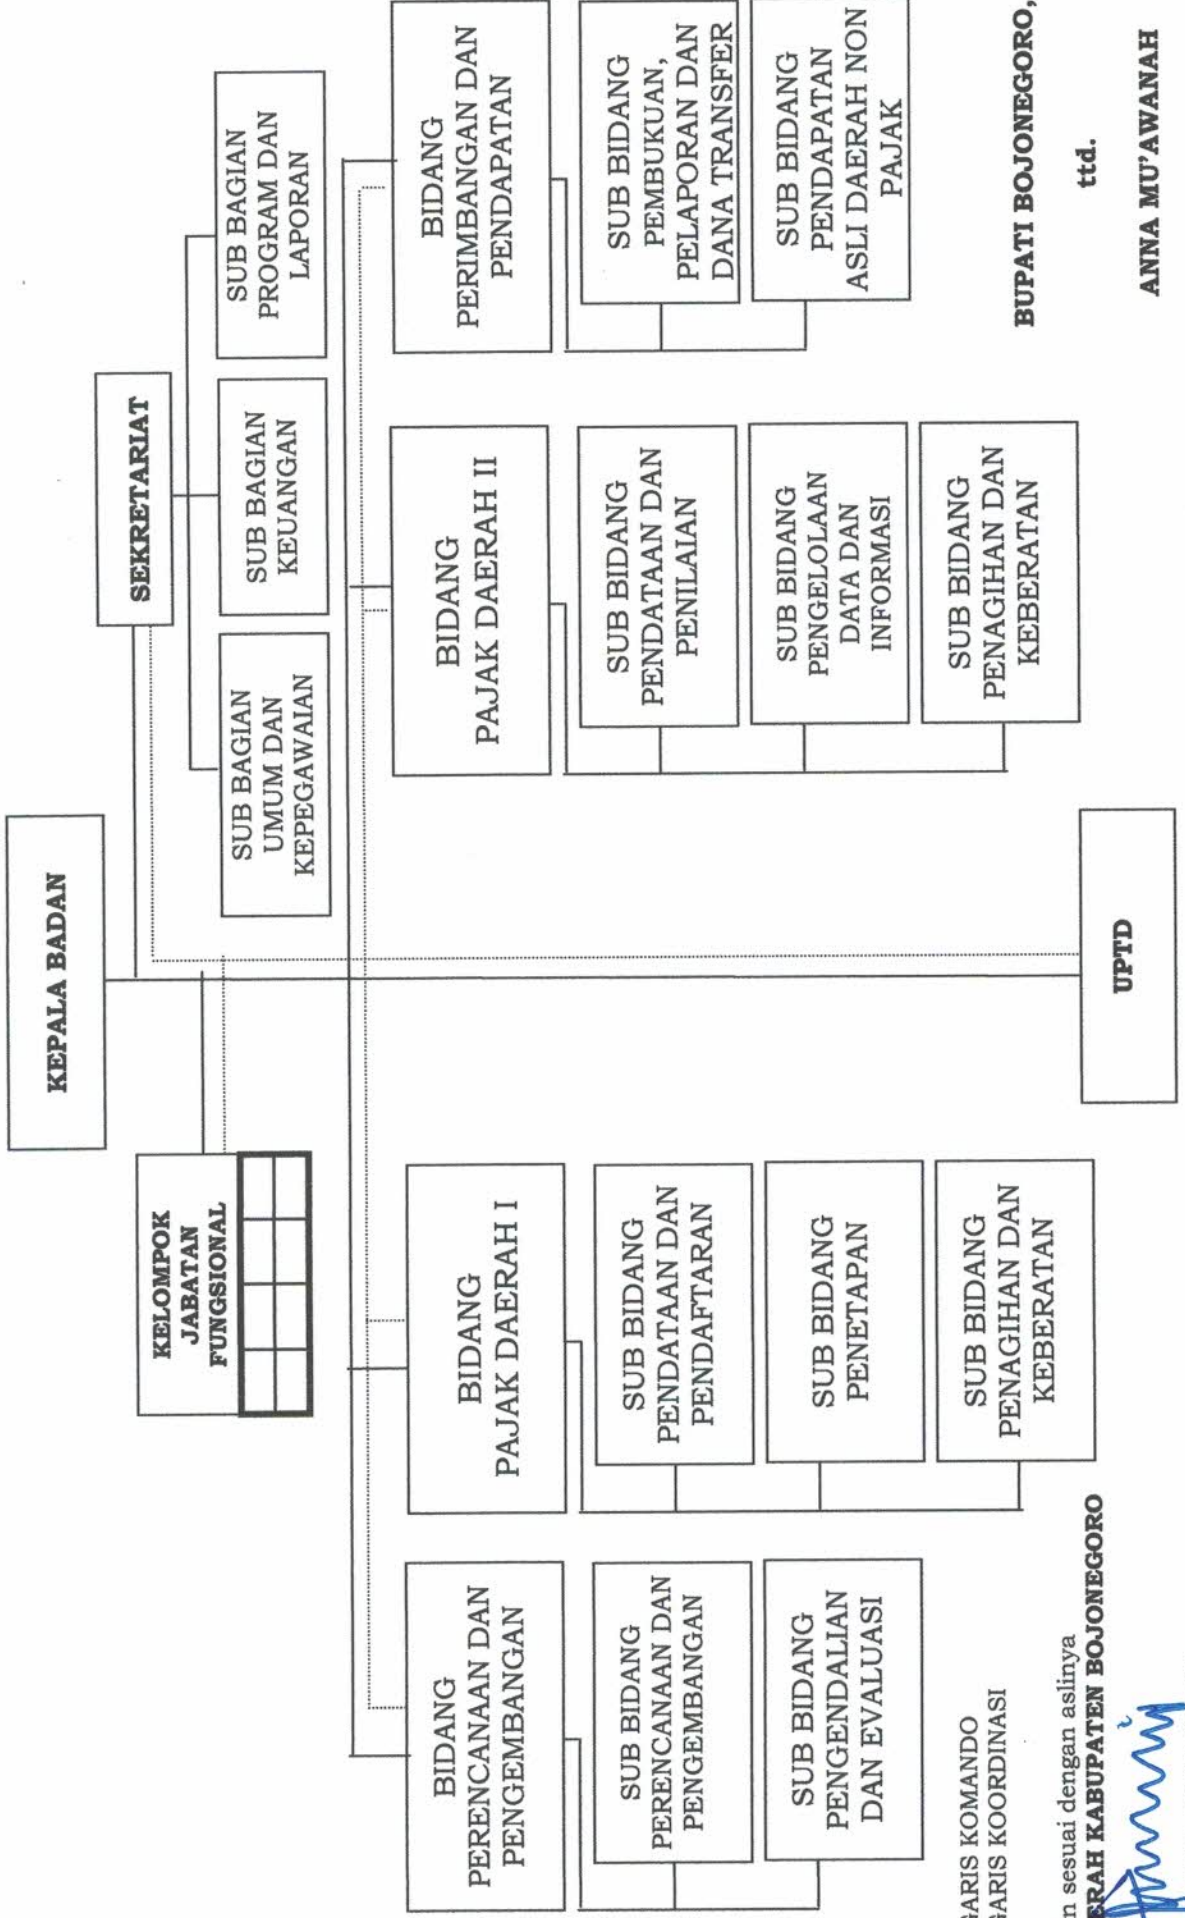 KEPALA BADAN
KELOMPOK
JABATAN
FUNGSIONAL
SEKRETARIAT
SUB BAGIAN
UMUM DAN
KEPEGAWAIAN
SUB BAGIAN
KEUANGAN
SUB BAGIAN
PROGRAM DAN
LAPORAN
BIDANG
PERENCANAAN DAN
PENGEMBANGAN
SUB BIDANG
PERENCANAAN DAN
PENGEMBANGAN
SUB BIDANG
PENGENDALIAN
DAN EVALUASI
BIDANG
PAJAK DAERAH I
SUB BIDANG
PENDATAAN DAN
PENDAFTARAN
SUB BIDANG
PENETAPAN
SUB BIDANG
PENAGIHAN DAN
KEBERATAN
BIDANG
PAJAK DAERAH II
SUB BIDANG
PENDATAAN DAN
PENILAIAN
SUB BIDANG
PENGELOLAAN
DATA DAN
INFORMASI
SUB BIDANG
PENAGIHAN DAN
KEBERATAN
BIDANG
PERIMBANGAN DAN
PENDAPATAN
SUB BIDANG
PEMBUKUAN,
PELAPORAN DAN
DANA TRANSFER
SUB BIDANG
PENDAPATAN
ASLI DAERAH NON
PAJAK
UPTD
GARIS KOMANDO
GARIS KOORDINASI
n sesuai dengan aslinya
ERAH KABUPATEN BOJONEGORO
BUPATI BOJONEGORO,
ttd.
ANNA MU'AWANAH